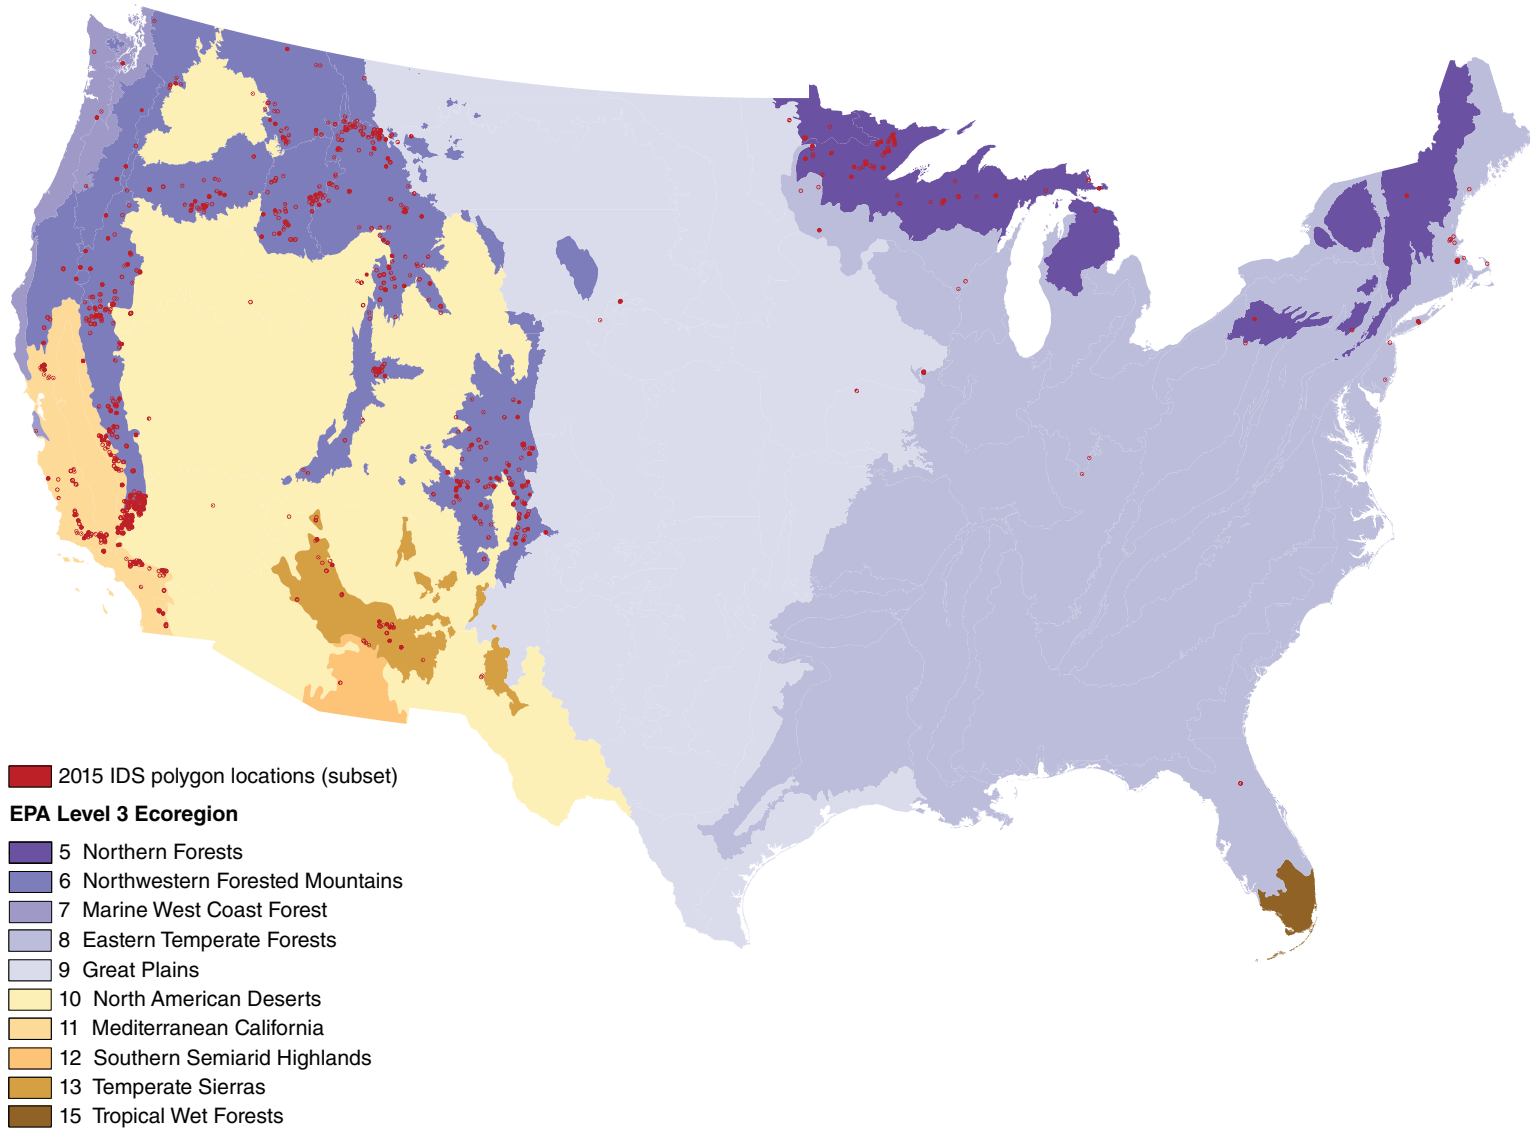 2015 IDS polygon locations (subset)
EPA Level 3 Ecoregion
5 Northern Forests
6 Northwestern Forested Mountains
7 Marine West Coast Forest
8 Eastern Temperate Forests
9 Great Plains
10 North American Deserts
11 Mediterranean California
12 Southern Semiarid Highlands
13 Temperate Sierras
15 Tropical Wet Forests